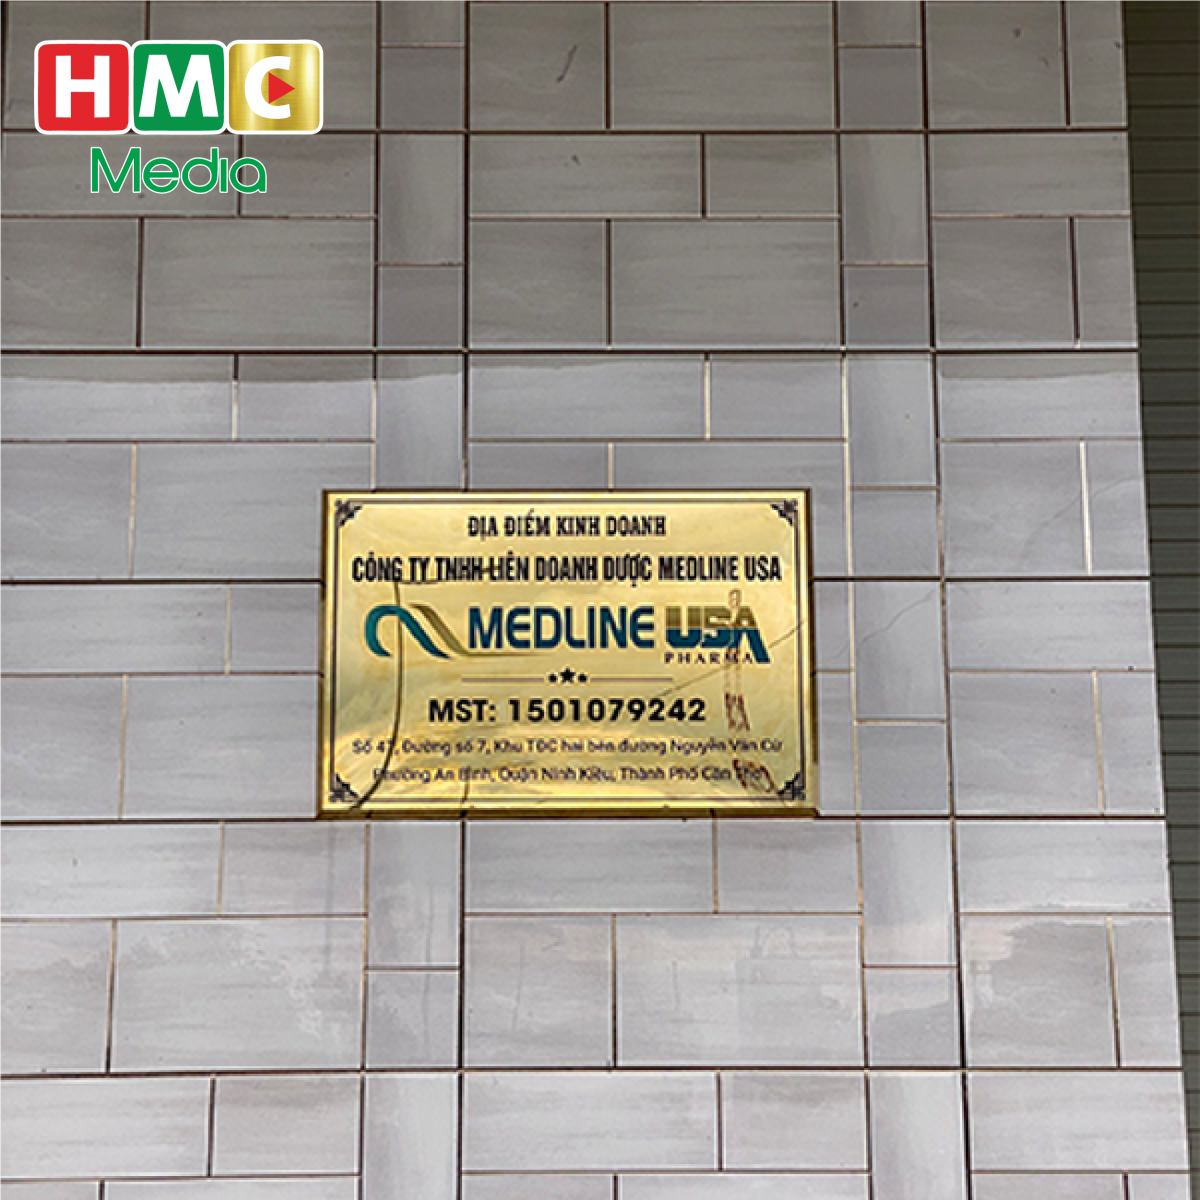 HMC
Media
ĐỊA ĐIỂM KINH DOANH
CÔNG TY TNHH LIÊN DOANH DƯỢC MEDLINE USA
MEDLINE USA
PHARMA
MST: 1501079242
Số 47, Đường số 7, Khu TĐC hai bên đường Nguyễn Văn Cừ
Phường An Bình, Quận Ninh Kiều, Thành Phố Cần Thơ